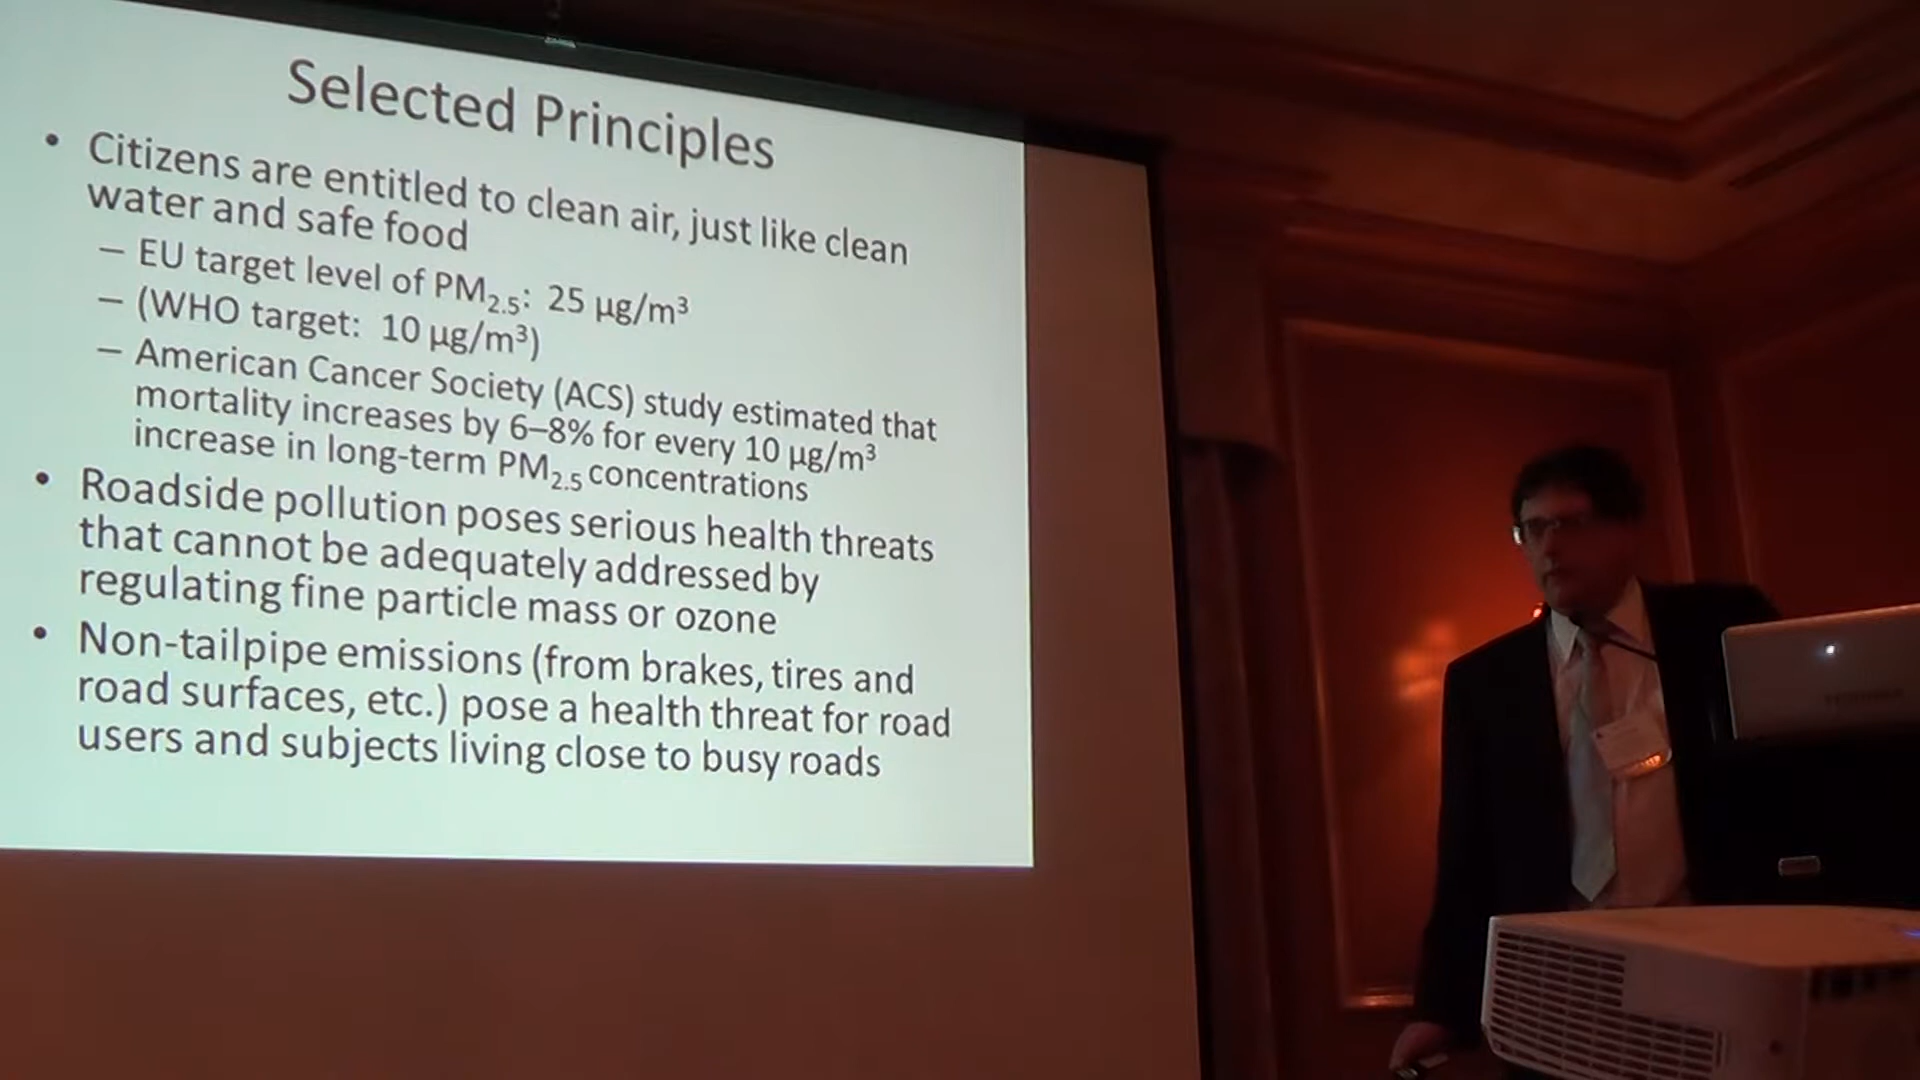 Selected Principles
• Citizens are entitled to clean air, just like clean
water and safe food
– EU target level of PM2.5: 25 µg/m³
– (WHO target: 10 µg/m³)
– American Cancer Society (ACS) study estimated that
mortality increases by 6–8% for every 10 µg/m³
increase in long-term PM2.5 concentrations
• Roadside pollution poses serious health threats
that cannot be adequately addressed by
regulating fine particle mass or ozone
• Non-tailpipe emissions (from brakes, tires and
road surfaces, etc.) pose a health threat for road
users and subjects living close to busy roads